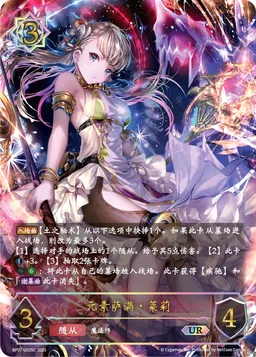 3
入场曲 【土之秘术】从以下选项中抉择1个。如果此卡从墓场进
入战场，则改为最多3个。
【1】选择对手的战场上的1个随从。给予其5点伤害。【2】此卡
+3。【3】抽取2张卡牌。
6：将此卡从自己的墓场放入战场。此卡获得【疾驰】和
『谢幕曲 此卡消失』。
元素萨满·茉莉
3
随从
魔法师
UR
4